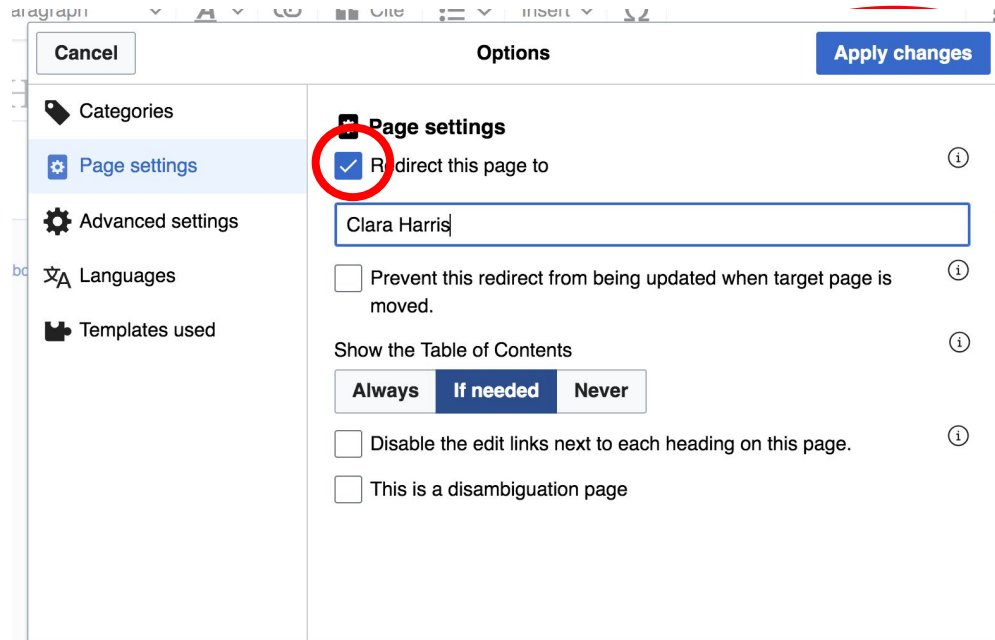 Cite
Insert
Cancel
Options
Apply changes
Categories
Page settings
Advanced settings
文A Languages
Templates used
Page settings
Redirect this page to
Clara Harris
Prevent this redirect from being updated when target page is
moved.
Show the Table of Contents
Always If needed Never
Disable the edit links next to each heading on this page.
This is a disambiguation page